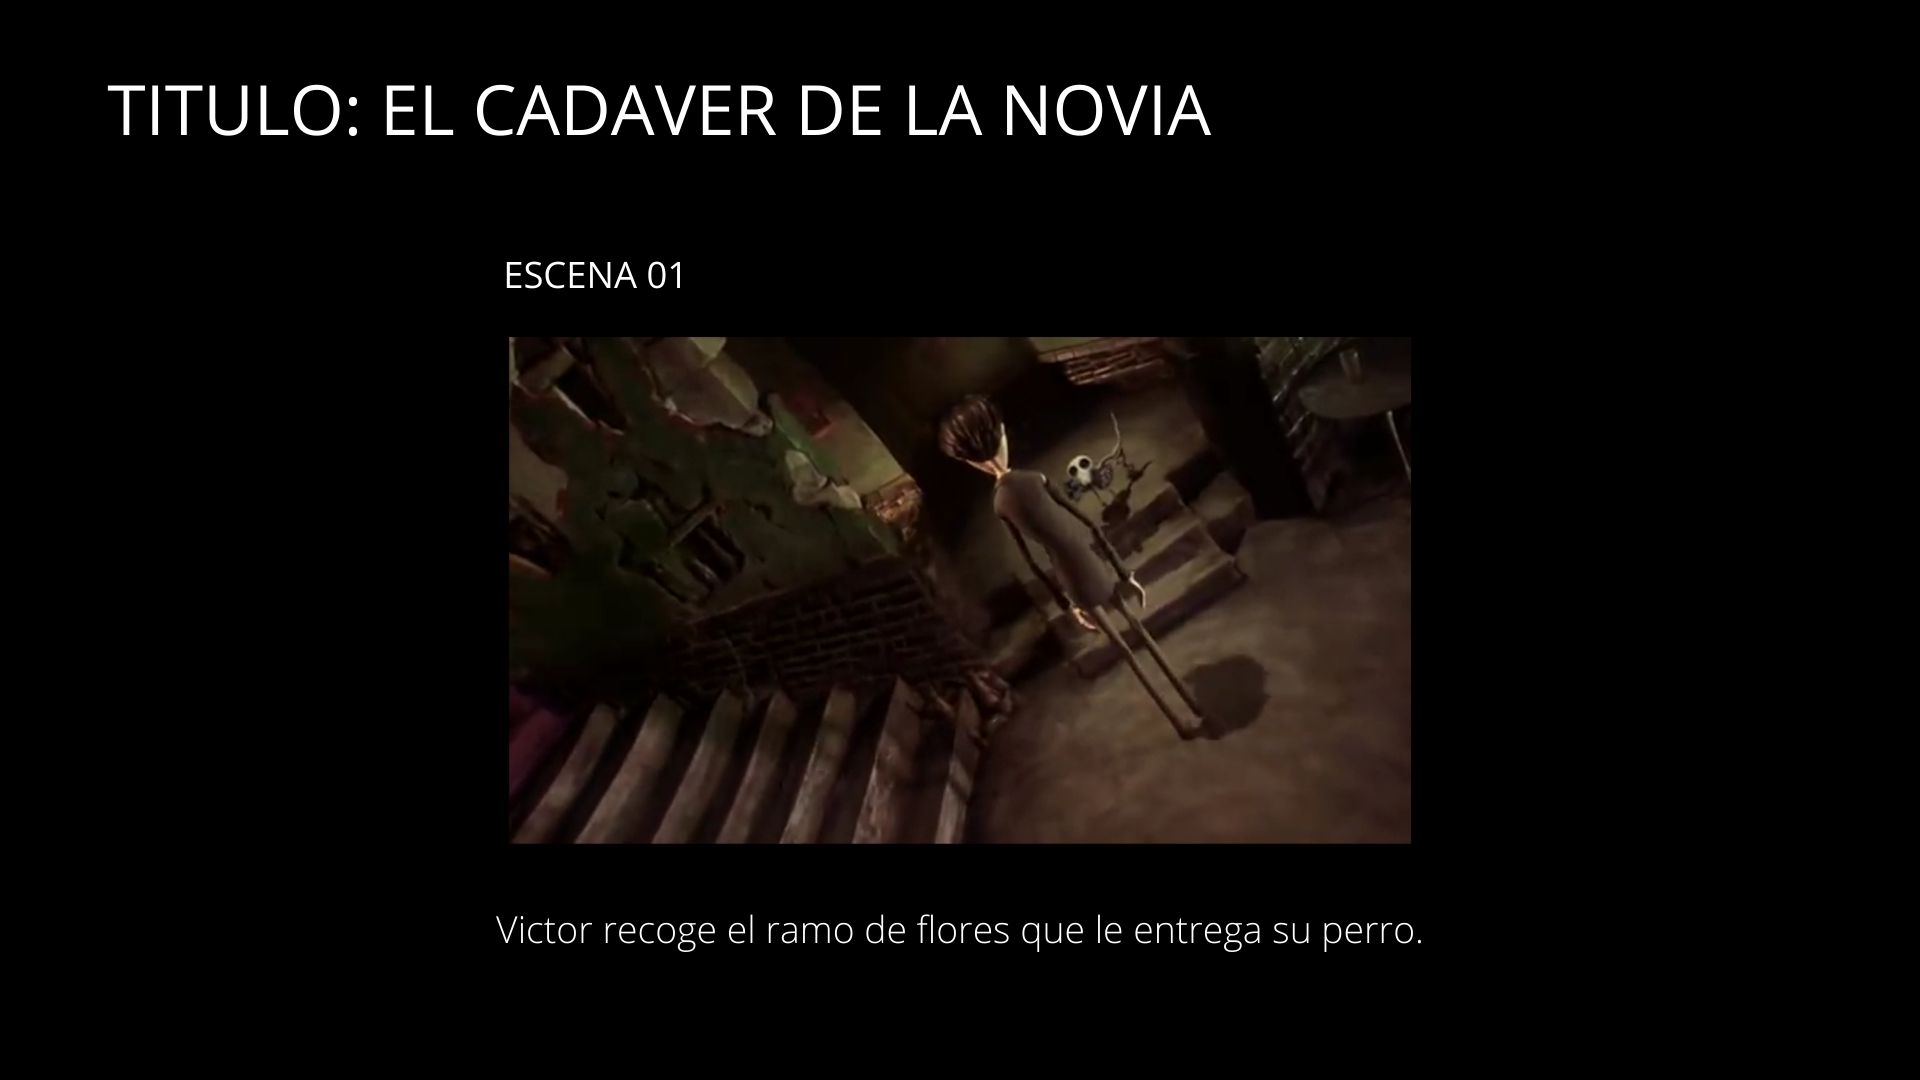 TITULO: EL CADAVER DE LA NOVIA
ESCENA 01
Victor recoge el ramo de flores que le entrega su perro.